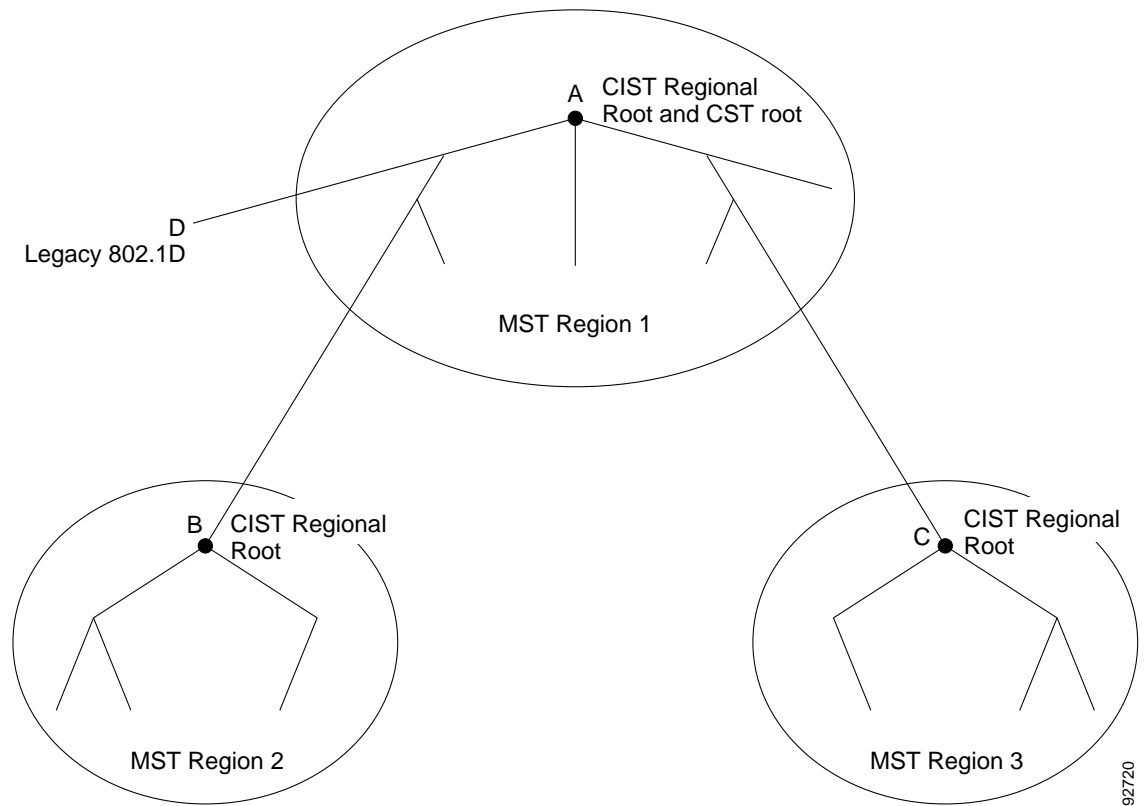 A
CIST Regional
Root and CST root
D
Legacy 802.1D
MST Region 1
B
CIST Regional
Root
C
CIST Regional
Root
MST Region 2
MST Region 3
92720